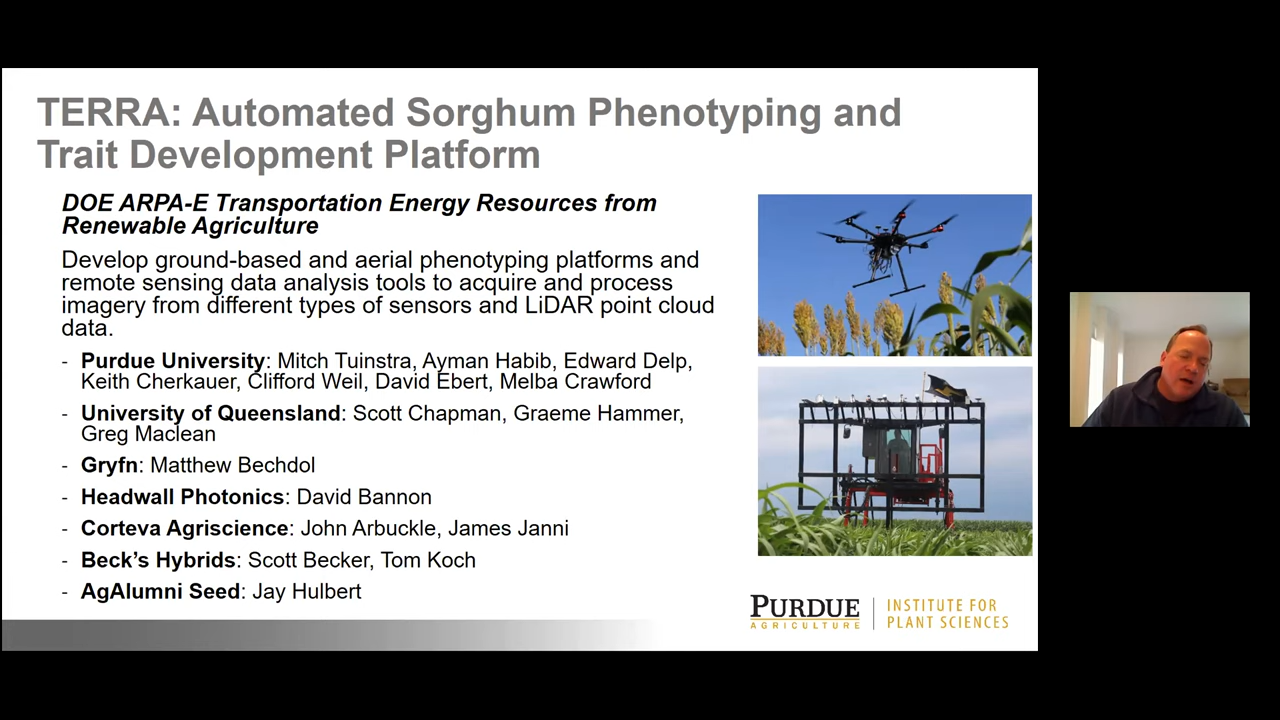 TERRA: Automated Sorghum Phenotyping and
Trait Development Platform
DOE ARPA-E Transportation Energy Resources from
Renewable Agriculture
Develop ground-based and aerial phenotyping platforms and
remote sensing data analysis tools to acquire and process
imagery from different types of sensors and LiDAR point cloud
data.
- Purdue University: Mitch Tuinstra, Ayman Habib, Edward Delp,
Keith Cherkauer, Clifford Weil, David Ebert, Melba Crawford
- University of Queensland: Scott Chapman, Graeme Hammer,
Greg Maclean
- Gryfn: Matthew Bechdol
- Headwall Photonics: David Bannon
- Corteva Agriscience: John Arbuckle, James Janni
- Beck's Hybrids: Scott Becker, Tom Koch
- AgAlumni Seed: Jay Hulbert
PURDUE
AGRICULTURE
INSTITUTE FOR
PLANT SCIENCES